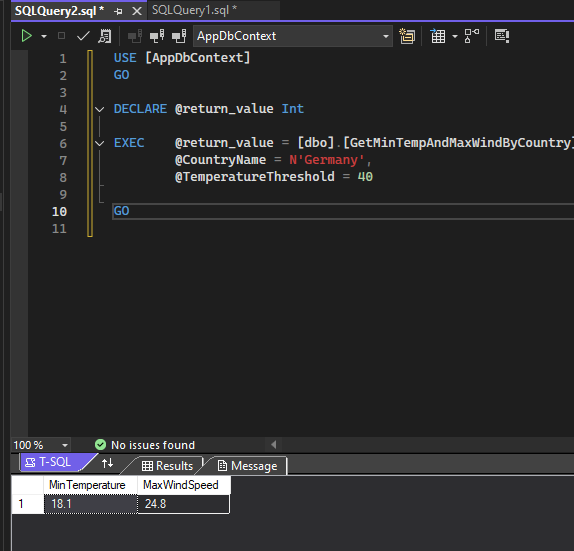 SQLQuery2.sql * SQLQuery1.sql *
AppDbContext
1 USE [AppDbContext]
2 GO
3
4 DECLARE @return_value Int
5
6 EXEC @return_value = [dbo].[GetMinTempAndMaxWindByCountry]
7 @CountryName = N'Germany',
8 @TemperatureThreshold = 40
9
10 GO
11
100 % No issues found
T-SQL Results Message
MinTemperature MaxWindSpeed
1 18.1 24.8